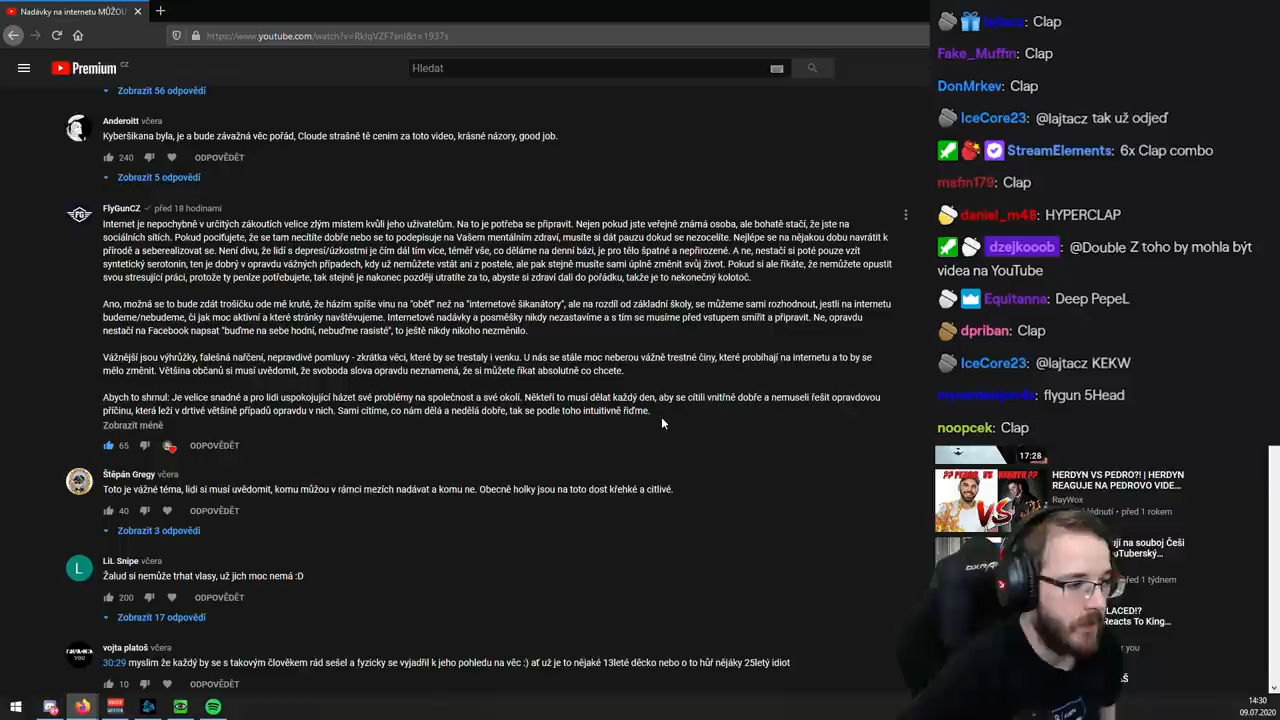 Nadávky na internetu MŮŽOU
https://www.youtube.com/watch?v=RkIqVZF7snI&t=1937s
Premium CZ
Hledat
Zobrazit 56 odpovědí
Anderoitt včera
Kyberšikana byla, je a bude závažná věc pořád, Cloude strašně tě cenim za toto video, krásné názory, good job.
240 ODPOVĚDĚT
Zobrazit 5 odpovědí
FlyGunCZ před 18 hodinami
Internet je nepochybně v určitých zákoutích velice zlým místem kvůli jeho uživatelům. Na to je potřeba se připravit. Nejen pokud jste veřejně známá osoba, ale bohatě stačí, že jste na
sociálních sítích. Pokud pociťujete, že se tam necítíte dobře nebo se to podepisuje na Vašem mentálním zdraví, musíte si dát pauzu dokud se nezocelíte. Nejlépe se na nějakou dobu navrátit k
přírodě a seberealizovat se. Není divu, že lidí s depresí/úzkostmi je čím dál tím více, téměř vše, co děláme na denní bázi, je pro tělo špatné a nepřirozené. A ne, nestačí si poté pouze vzít
syntetický serotonin, ten je dobrý v opravdu vážných případech, kdy už nemůžete vstát ani z postele, ale pak stejně musíte sami úplně změnit svůj život. Pokud si ale říkáte, že nemůžete opustit
svou stresující práci, protože ty peníze potřebujete, tak stejně je nakonec později utratíte za to, abyste si zdraví dali do pořádku, takže je to nekonečný kolotoč.
Ano, možná se to bude zdát trošičku ode mě kruté, že házím spíše vinu na "oběť" než na "internetové šikanátory", ale na rozdíl od základní školy, se můžeme sami rozhodnout, jestli na internetu
budeme/nebudeme, či jak moc aktivní a které stránky navštěvujeme. Internetové nadávky a posměšky nikdy nezastavíme a s tím se musíme před vstupem smířit a připravit. Ne, opravdu
nestačí na Facebook napsat "buďme na sebe hodní, nebuďme rasisté", to ještě nikdy nikoho nezměnilo.
Vážnější jsou výhrůžky, falešná nařčení, nepravdivé pomluvy - zkrátka věci, které by se trestaly i venku. U nás se stále moc neberou vážně trestné činy, které probíhají na internetu a to by se
mělo změnit. Většina občanů si musí uvědomit, že svoboda slova opravdu neznamená, že si můžete říkat absolutně co chcete.
Abych to shrnul: Je velice snadné a pro lidi uspokojující házet své problémy na společnost a své okolí. Někteří to musí dělat každý den, aby se cítili vnitřně dobře a nemuseli řešit opravdovou
příčinu, která leží v drtivé většině případů opravdu v nich. Sami cítíme, co nám dělá a nedělá dobře, tak se podle toho intuitivně řiďme.
Zobrazit méně
65 ODPOVĚDĚT
Štěpán Gregy včera
Toto je vážné téma, lidi si musí uvědomit, komu můžou v rámci mezích nadávat a komu ne. Obecně holky jsou na toto dost křehké a citlivé.
40 ODPOVĚDĚT
Zobrazit 3 odpovědi
L
LiL Snipe včera
Žalud si nemůže trhat vlasy, už jich moc nemá :D
200 ODPOVĚDĚT
Zobrazit 17 odpovědí
vojta platoš včera
30:29 myslim že každý by se s takovým člověkem rád sešel a fyzicky se vyjadřil k jeho pohledu na věc :) ať už je to nějaké 13leté děcko nebo o to hůř nějáky 25letý idiot
10 ODPOVĚDĚT
lajtacz: Clap
Fake_Muffin: Clap
DonMrkev: Clap
IceCore23: @lajtacz tak už odjeď
StreamElements: 6x Clap combo
mafin179: Clap
daniel_m4B: HYPERCLAP
dzejkooob: @Double Z toho by mohla být
videa na YouTube
Equitanna: Deep PepeL
dpriban: Clap
IceCore23: @lajtacz KEKW
flygun 5Head
noopcek: Clap
17:28
HERDYN VS PEDRO?! | HERDYN
REAGUJE NA PEDROVO VIDE...
RayWox
před 1 rokem
VS
na souboj Češi
před 1 týdnem
Reacts To King...
you
14:30
09.07.2020